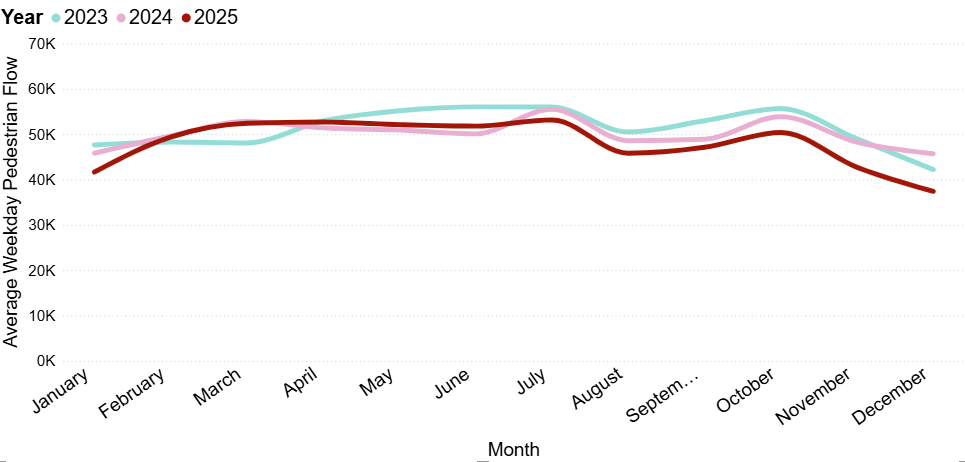 Year 2023 2024 2025
70K
60K
50K
40K
30K
20K
10K
0K
Average Weekday Pedestrian Flow
January February March April May June July August Septem... October November December
Month